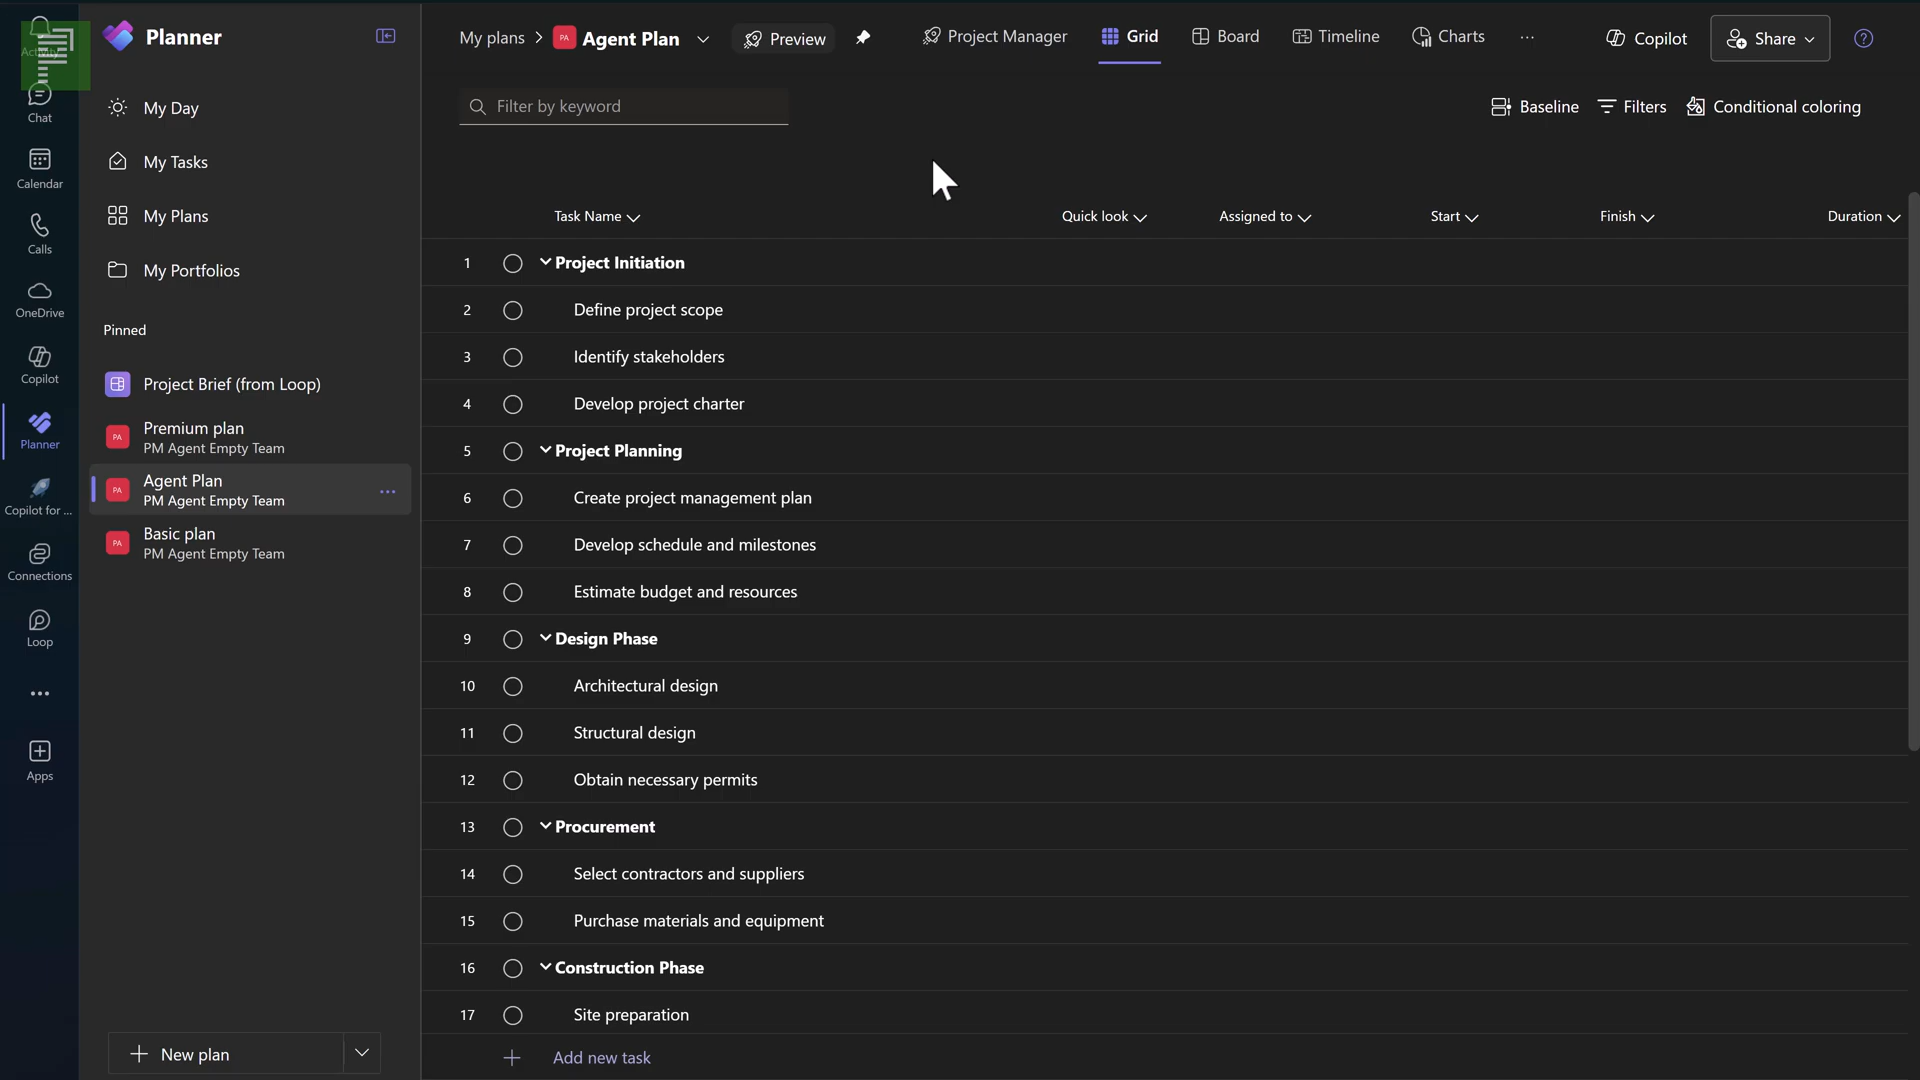 Chat
Calendar
Calls
OneDrive
Copilot
Planner
Copilot for ...
Connections
Loop
Apps
Planner
My Day
My Tasks
My Plans
My Portfolios
Pinned
Project Brief (from Loop)
PA
Premium plan
PM Agent Empty Team
PA
Agent Plan
PM Agent Empty Team
PA
Basic plan
PM Agent Empty Team
New plan
My plans
PA
Agent Plan
Preview
Project Manager
Grid
Board
Timeline
Charts
Copilot
Share
Filter by keyword
Baseline
Filters
Conditional coloring
Task Name
Quick look
Assigned to
Start
Finish
Duration
1 Project Initiation
2 Define project scope
3 Identify stakeholders
4 Develop project charter
5 Project Planning
6 Create project management plan
7 Develop schedule and milestones
8 Estimate budget and resources
9 Design Phase
10 Architectural design
11 Structural design
12 Obtain necessary permits
13 Procurement
14 Select contractors and suppliers
15 Purchase materials and equipment
16 Construction Phase
17 Site preparation
Add new task